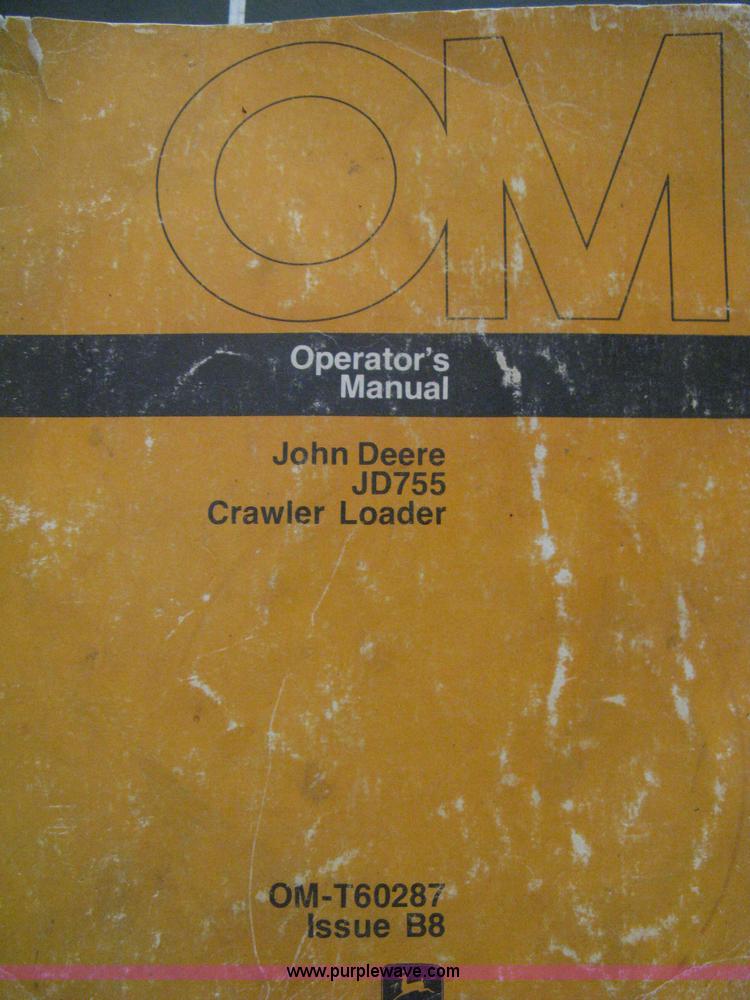 OM
Operator's
Manual
John Deere
JD755
Crawler Loader
OM-T60287
Issue B8
www.purplewave.com